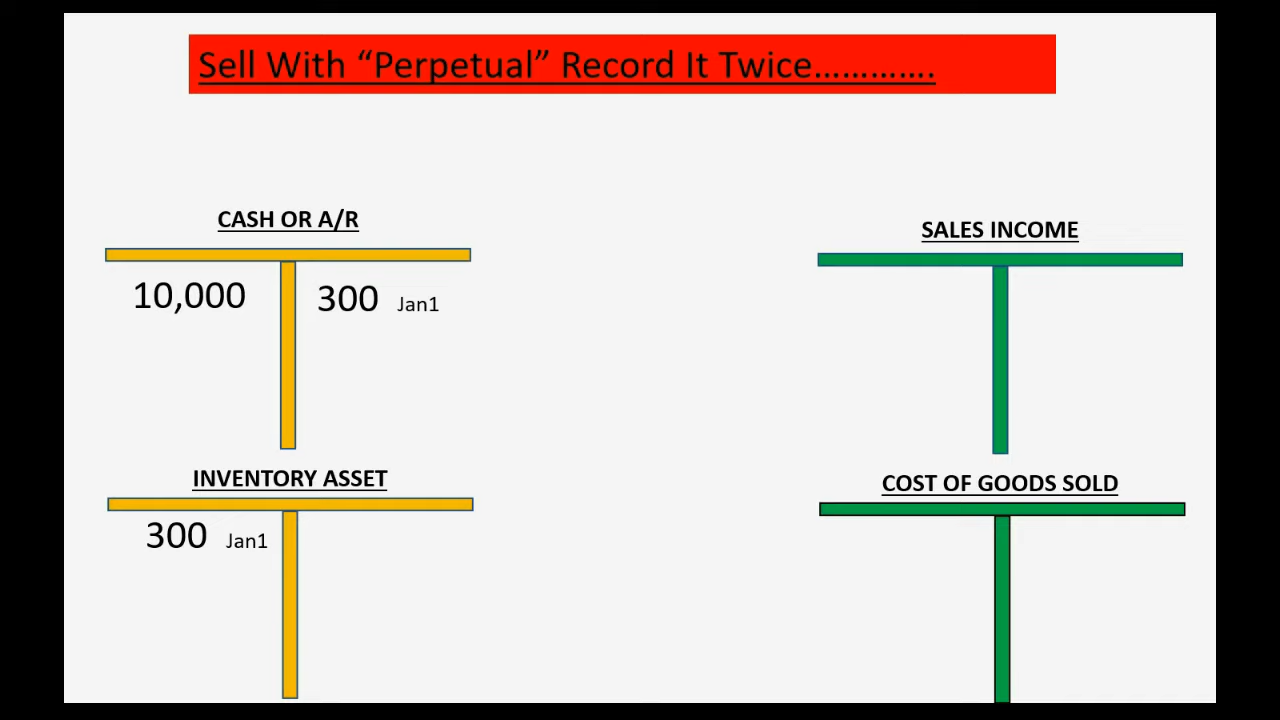 Sell With “Perpetual” Record It Twice………….
CASH OR A/R
SALES INCOME
10,000 300 Jan1
INVENTORY ASSET
COST OF GOODS SOLD
300 Jan1